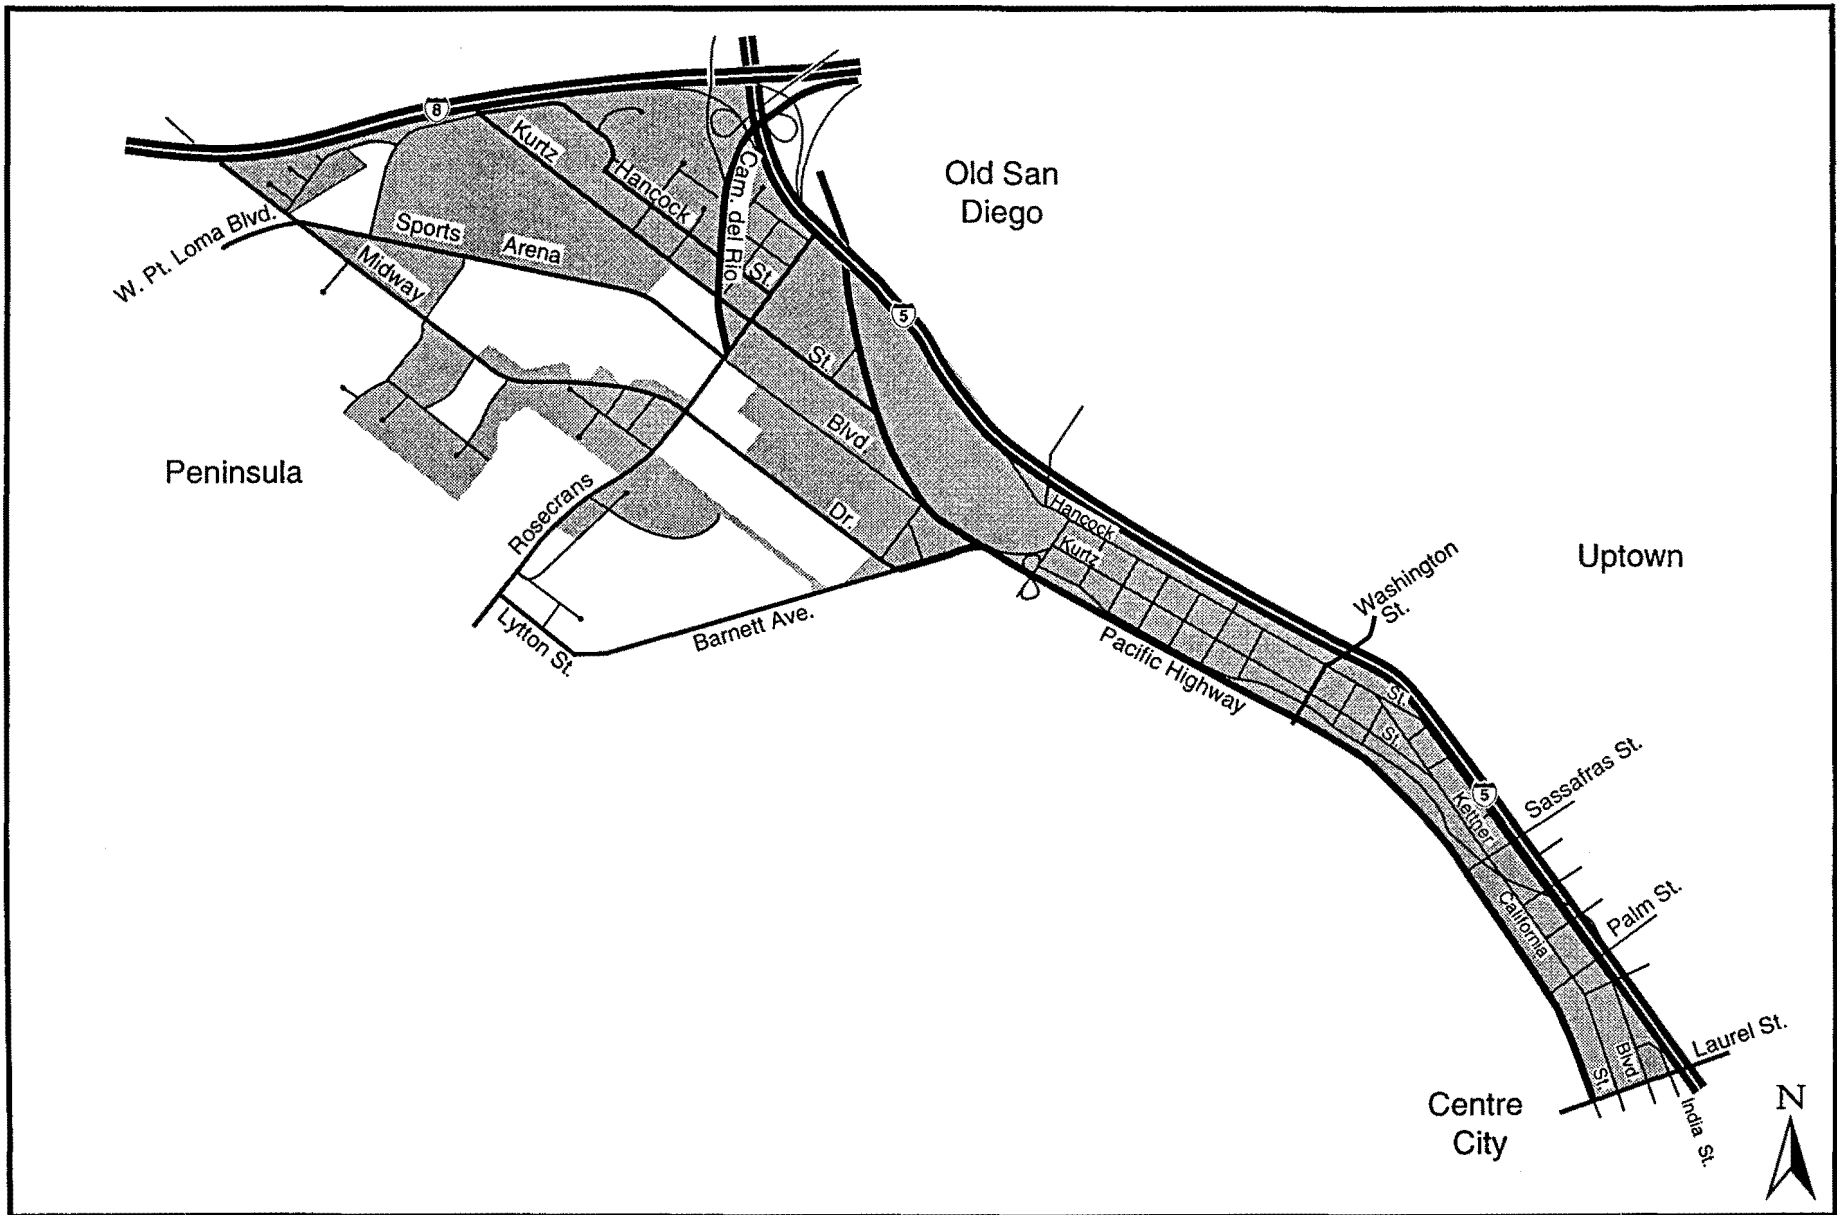 8
Kurtz
Hancock
Cam. del Rio
Old San
Diego
W. Pt. Loma Blvd.
Sports
Arena
Midway
St.
5
St.
Blvd.
Peninsula
Rosecrans
Dr.
Hancock
Kurtz
Uptown
Washington
St.
Lytton St.
Barnett Ave.
Pacific Highway
St.
St.
Sassafras St.
5
Kettner
Palm St.
California
Laurel St.
Blvd.
St.
Centre
City
India St.
N